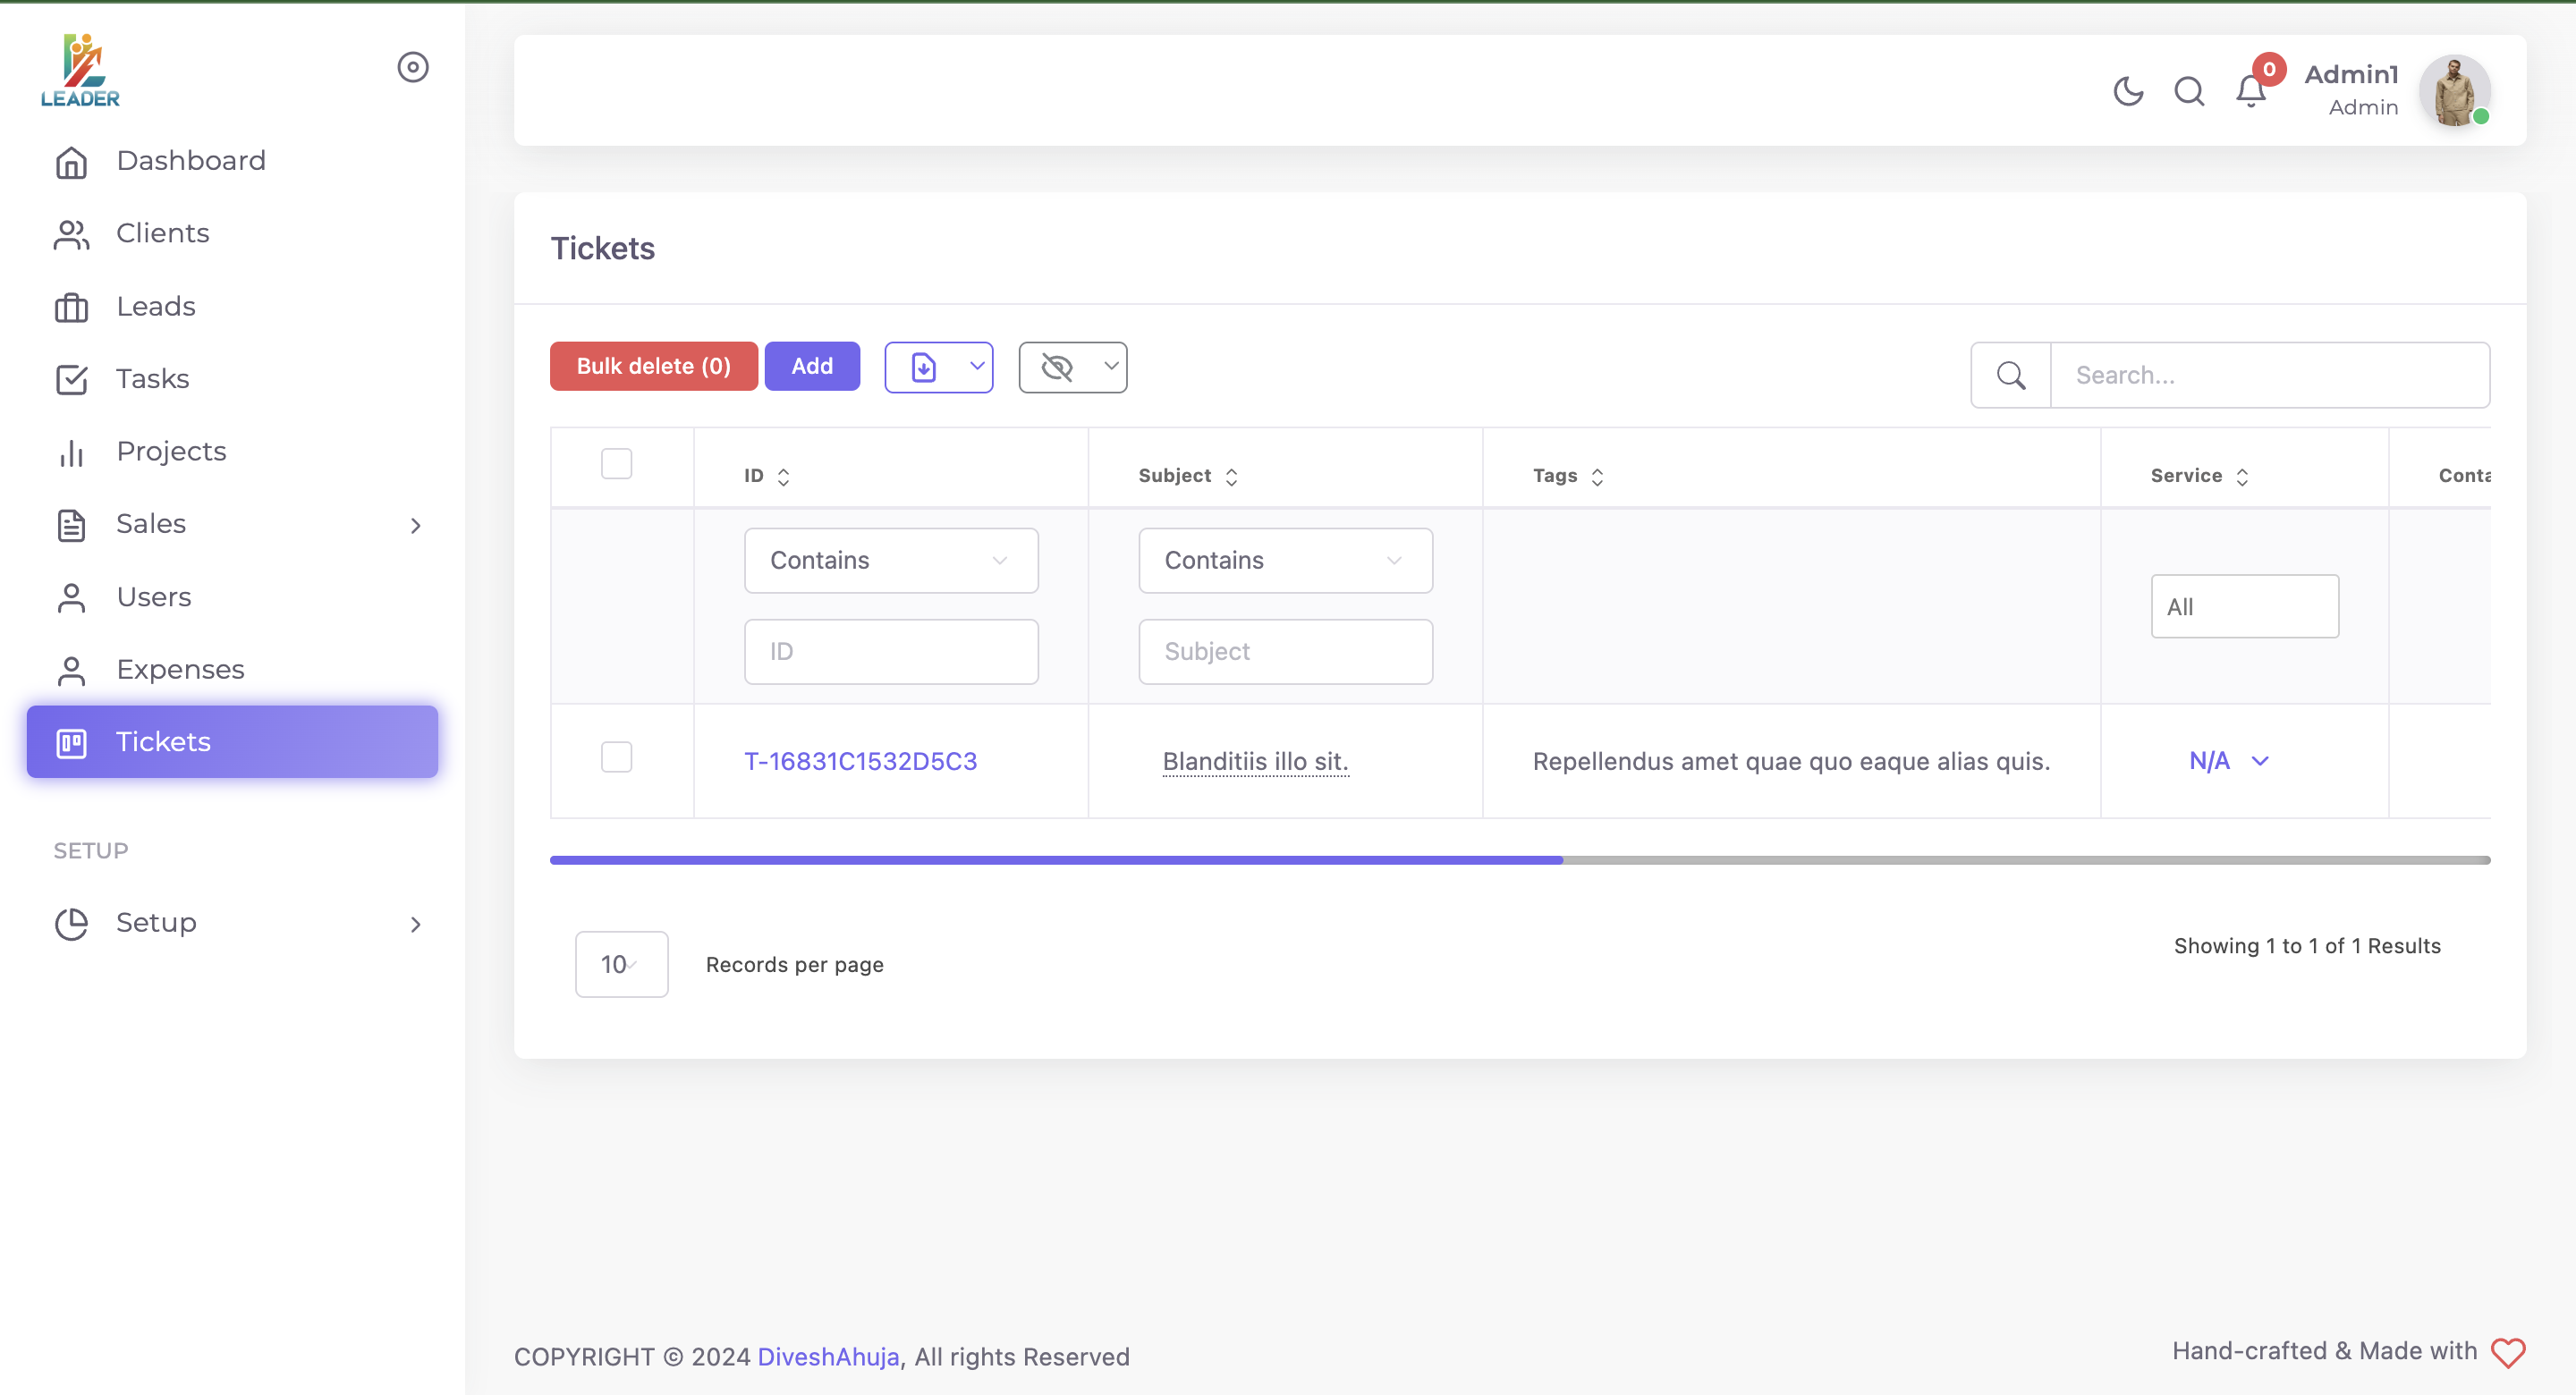 LEADER
Dashboard
Clients
Leads
Tasks
Projects
Sales
Users
Expenses
Tickets
SETUP
Setup
0
Admin1
Admin
Tickets
Bulk delete (0)
Add
Search...
ID
Subject
Tags
Service
Conta
Contains
Contains
ID
Subject
All
T-16831C1532D5C3
Blanditiis illo sit.
Repellendus amet quae quo eaque alias quis.
N/A
10
Records per page
Showing 1 to 1 of 1 Results
COPYRIGHT © 2024 DiveshAhuja, All rights Reserved
Hand-crafted & Made with